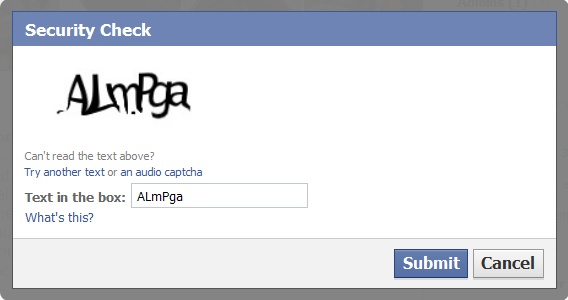 Security Check
ALmPga
Can't read the text above?
Try another text or an audio captcha
Text in the box: ALmPga
What's this?
Submit Cancel